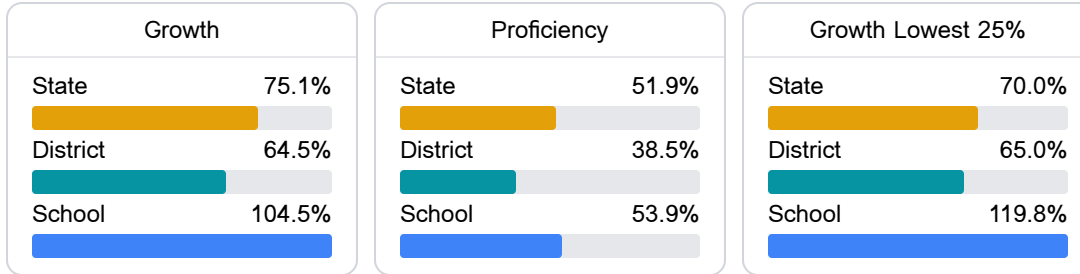 Growth
State 75.1%
District 64.5%
School 104.5%
Proficiency
State 51.9%
District 38.5%
School 53.9%
Growth Lowest 25%
State 70.0%
District 65.0%
School 119.8%